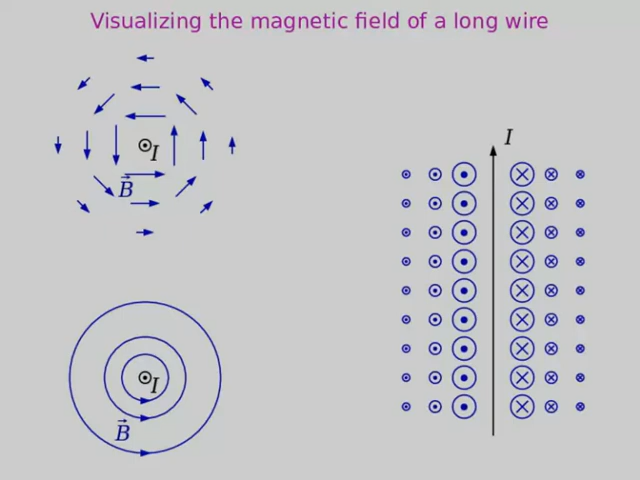 Visualizing the magnetic field of a long wire
I
B⃗
I
I
B⃗